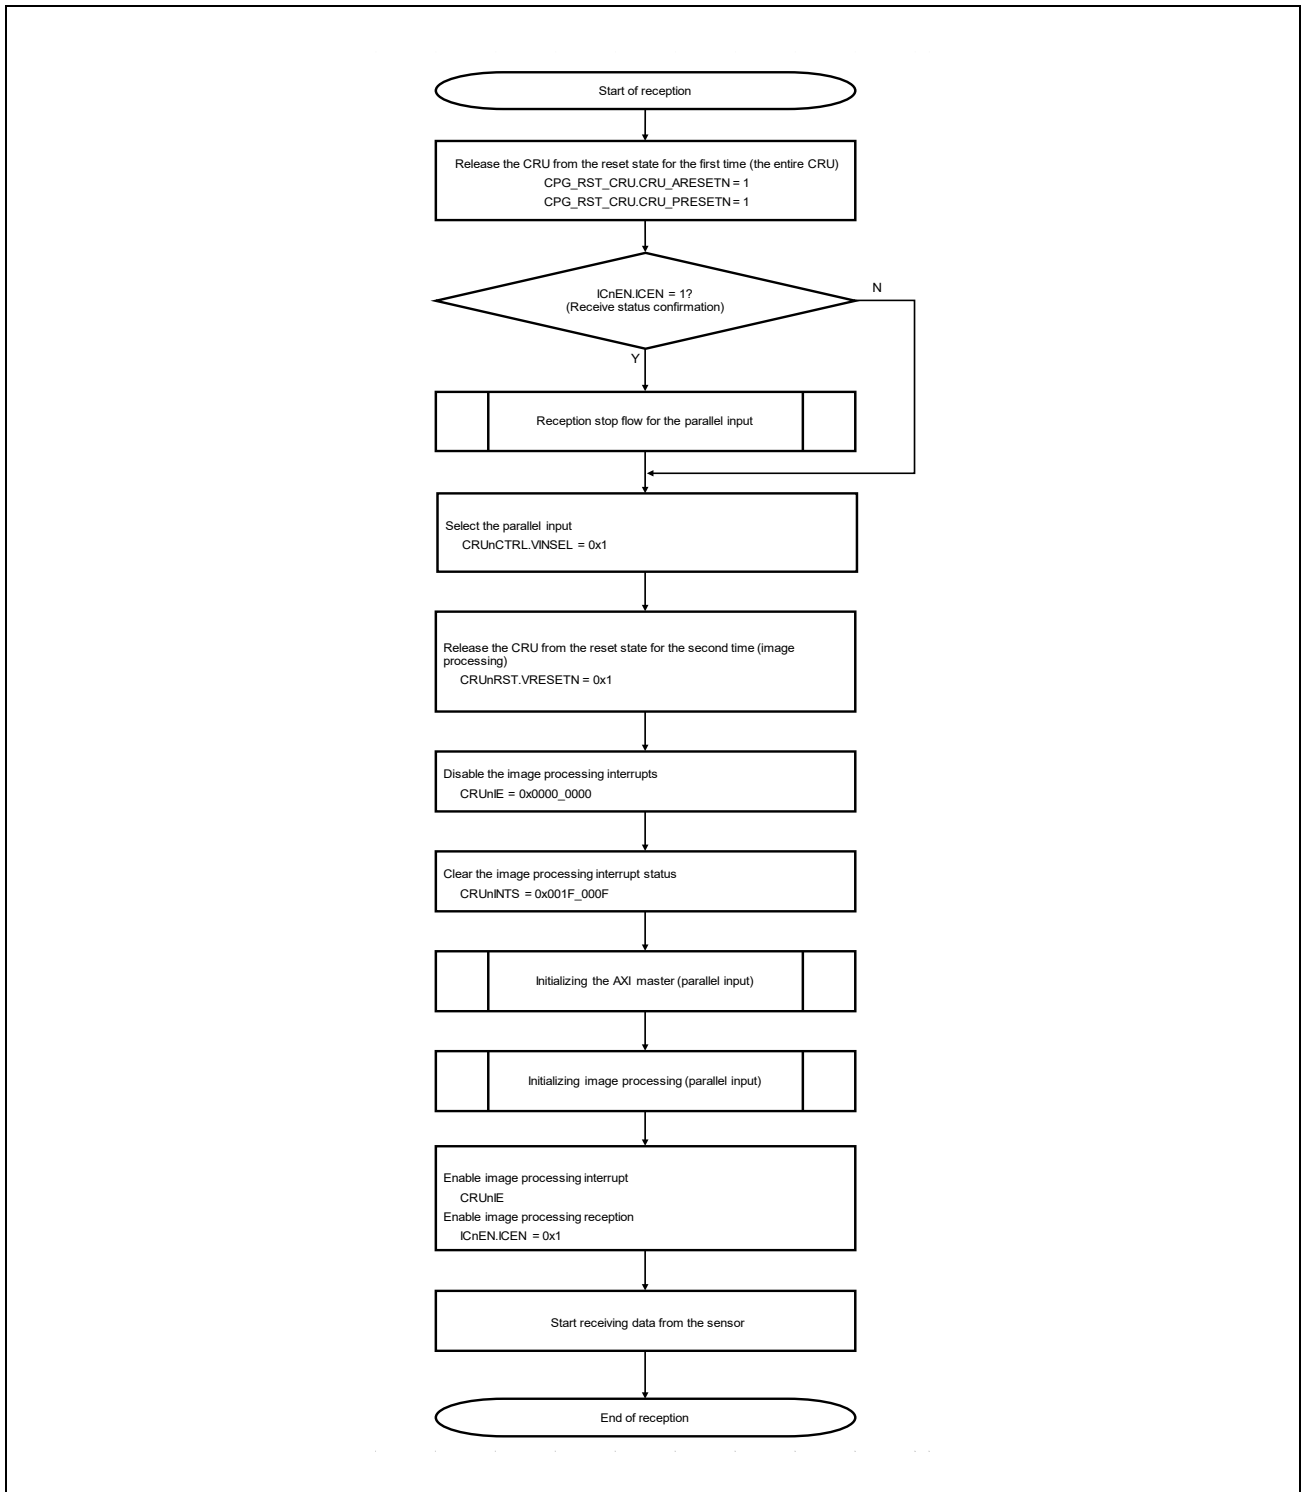 Start of reception
Release the CRU from the reset state for the first time (the entire CRU)
CPG_RST_CRU.CRU_ARESETN = 1
CPG_RST_CRU.CRU_PRESETN = 1
ICnEN.ICEN = 1?
(Receive status confirmation)
N
Y
Reception stop flow for the parallel input
Select the parallel input
CRUnCTRL.VINSEL = 0x1
Release the CRU from the reset state for the second time (image
processing)
CRUnRST.VRESETN = 0x1
Disable the image processing interrupts
CRUnIE = 0x0000_0000
Clear the image processing interrupt status
CRUnINTS = 0x001F_000F
Initializing the AXI master (parallel input)
Initializing image processing (parallel input)
Enable image processing interrupt
CRUnIE
Enable image processing reception
ICnEN.ICEN = 0x1
Start receiving data from the sensor
End of reception